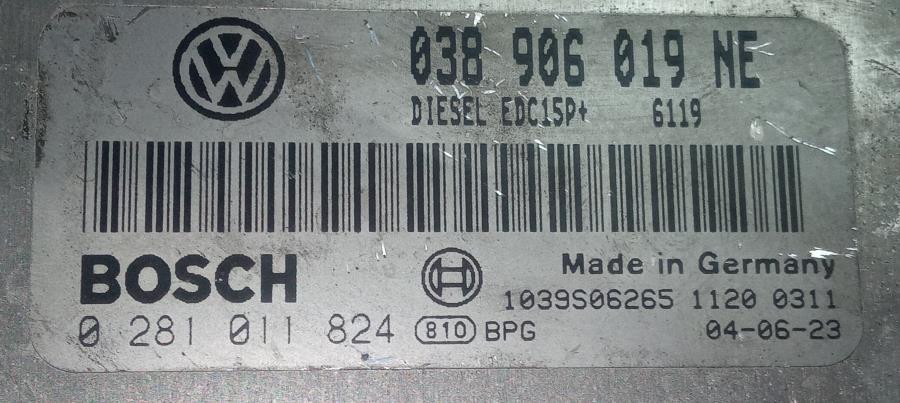 038 906 019 NE
DIESEL EDC15P+ 6119
BOSCH
Made in Germany
1039S06265 1120 0311
0 281 011 824 810 BPG 04-06-23